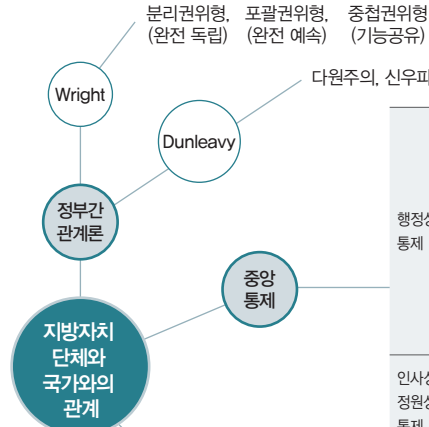 분리권위형, 포괄권위형, 중첩권위형
(완전 독립) (완전 예속) (기능공유)
Wright
다원주의, 신우파
Dunleavy
정부간
관계론
행정상
통제
중앙
통제
지방자치
단체와
국가와의
관계
인사상
정원상
통제